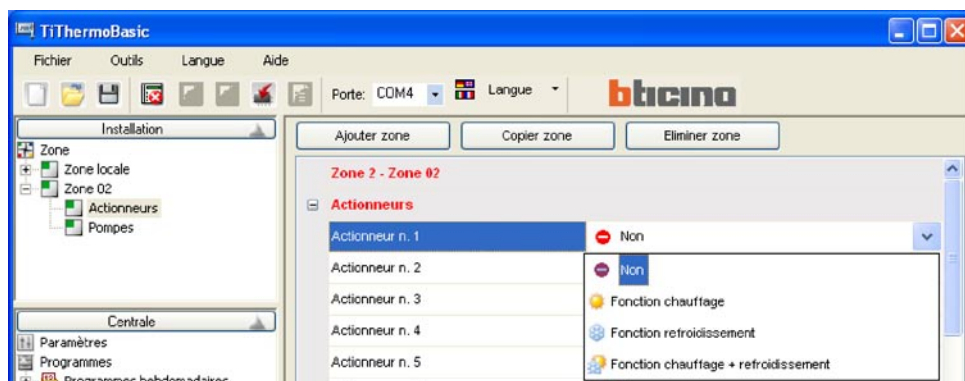 TiThermoBasic
Fichier Outils Langue Aide
Porte: COM4 Langue bticino
Installation
Zone
Zone locale
Zone 02
Actionneurs
Pompes
Centrale
Paramètres
Programmes
Programmes hebdomadaires
Ajouter zone Copier zone Eliminer zone
Zone 2 - Zone 02
Actionneurs
Actionneur n. 1 Non
Actionneur n. 2
Actionneur n. 3
Actionneur n. 4
Actionneur n. 5
Non
Fonction chauffage
Fonction refroidissement
Fonction chauffage + refroidissement